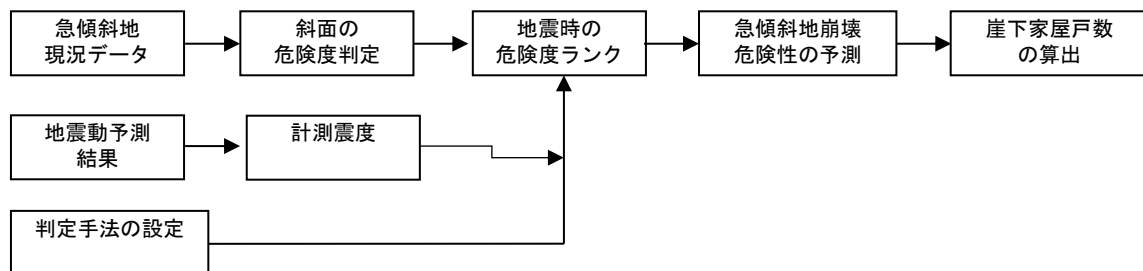 急傾斜地
現況データ
斜面の
危険度判定
地震時の
危険度ランク
急傾斜地崩壊
危険性の予測
崖下家屋戸数
の算出
地震動予測
結果
計測震度
判定手法の設定